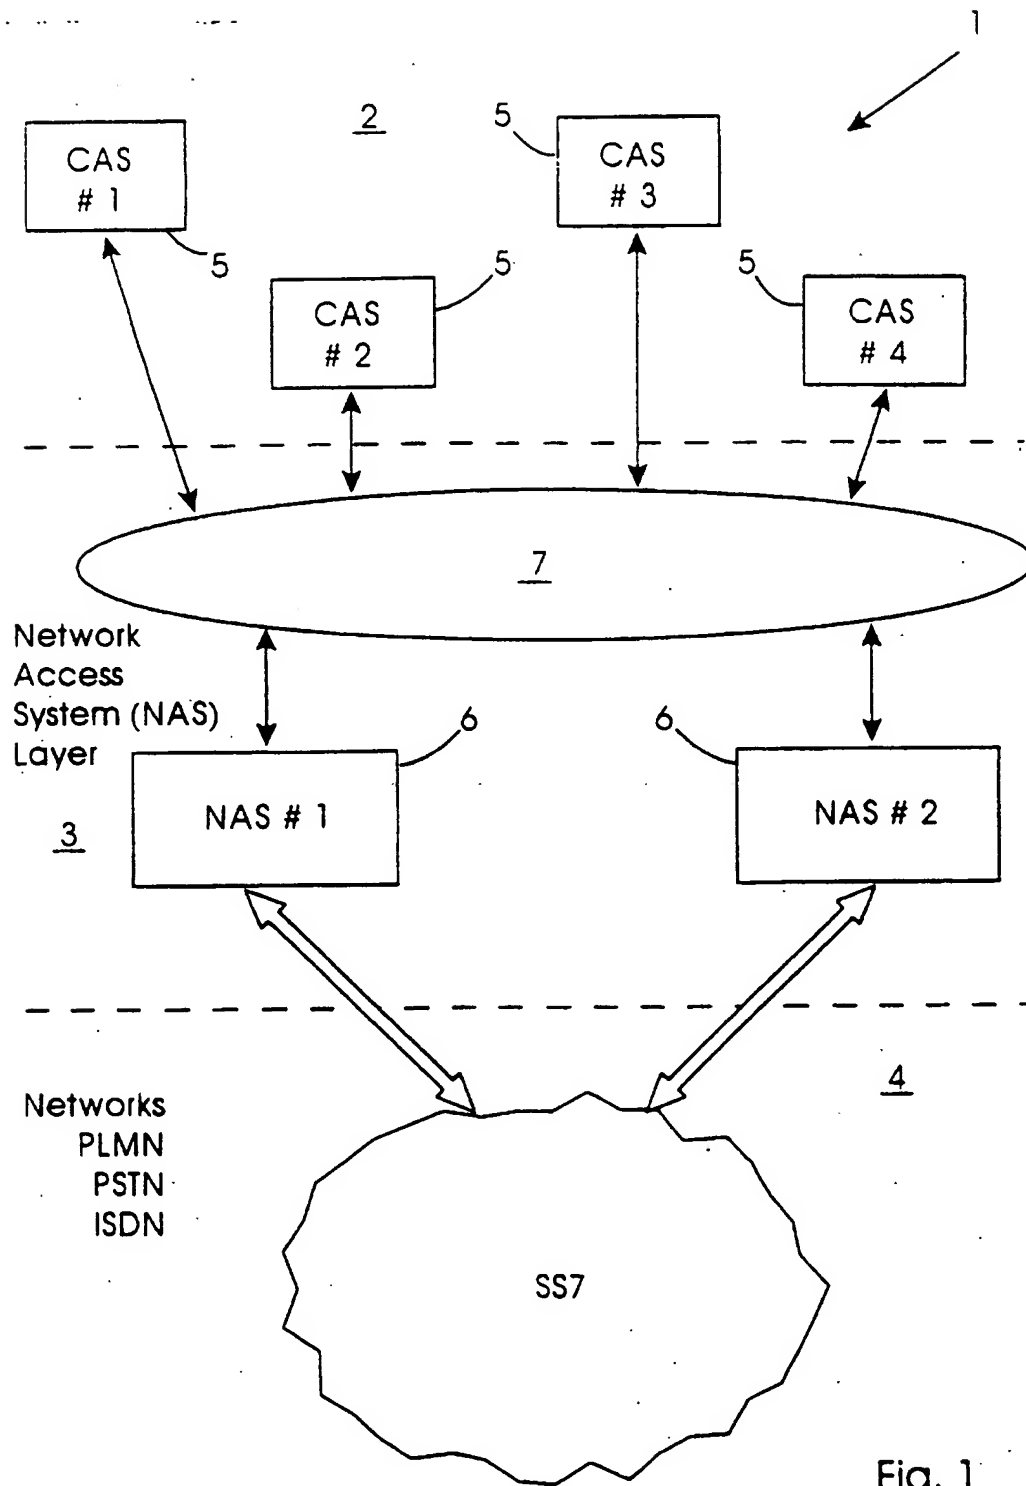 1
2
5
CAS
# 1
CAS
# 3
5
5
5
CAS
# 2
CAS
# 4
7
Network
Access
System (NAS)
Layer
6
6
NAS # 1
NAS # 2
3
4
Networks
PLMN
PSTN
ISDN
SS7
Fig. 1